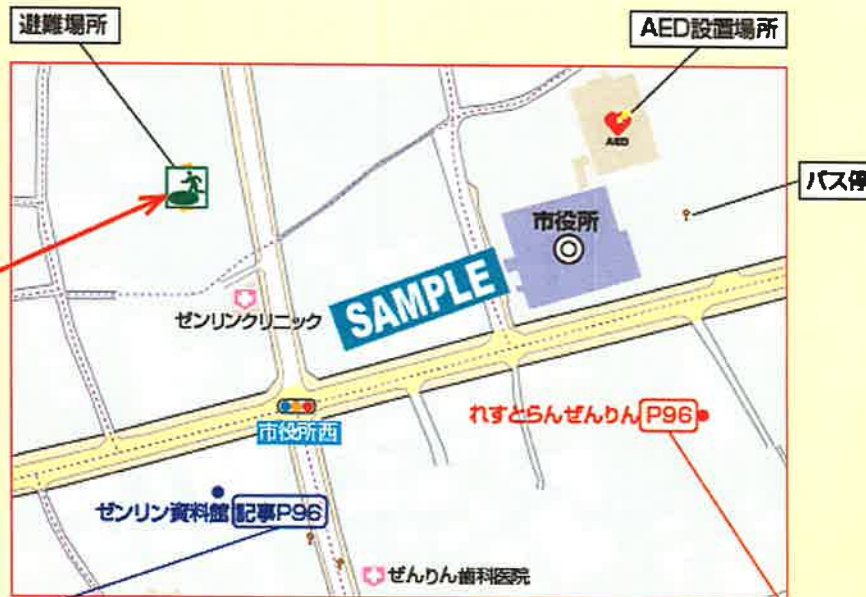 避難場所
AED設置場所
AED
バス停
市役所
SAMPLE
ゼンリンクリニック
れすとらんぜんりん P96
市役所西
ゼンリン資料館 記事P96
ぜんりん歯科医院